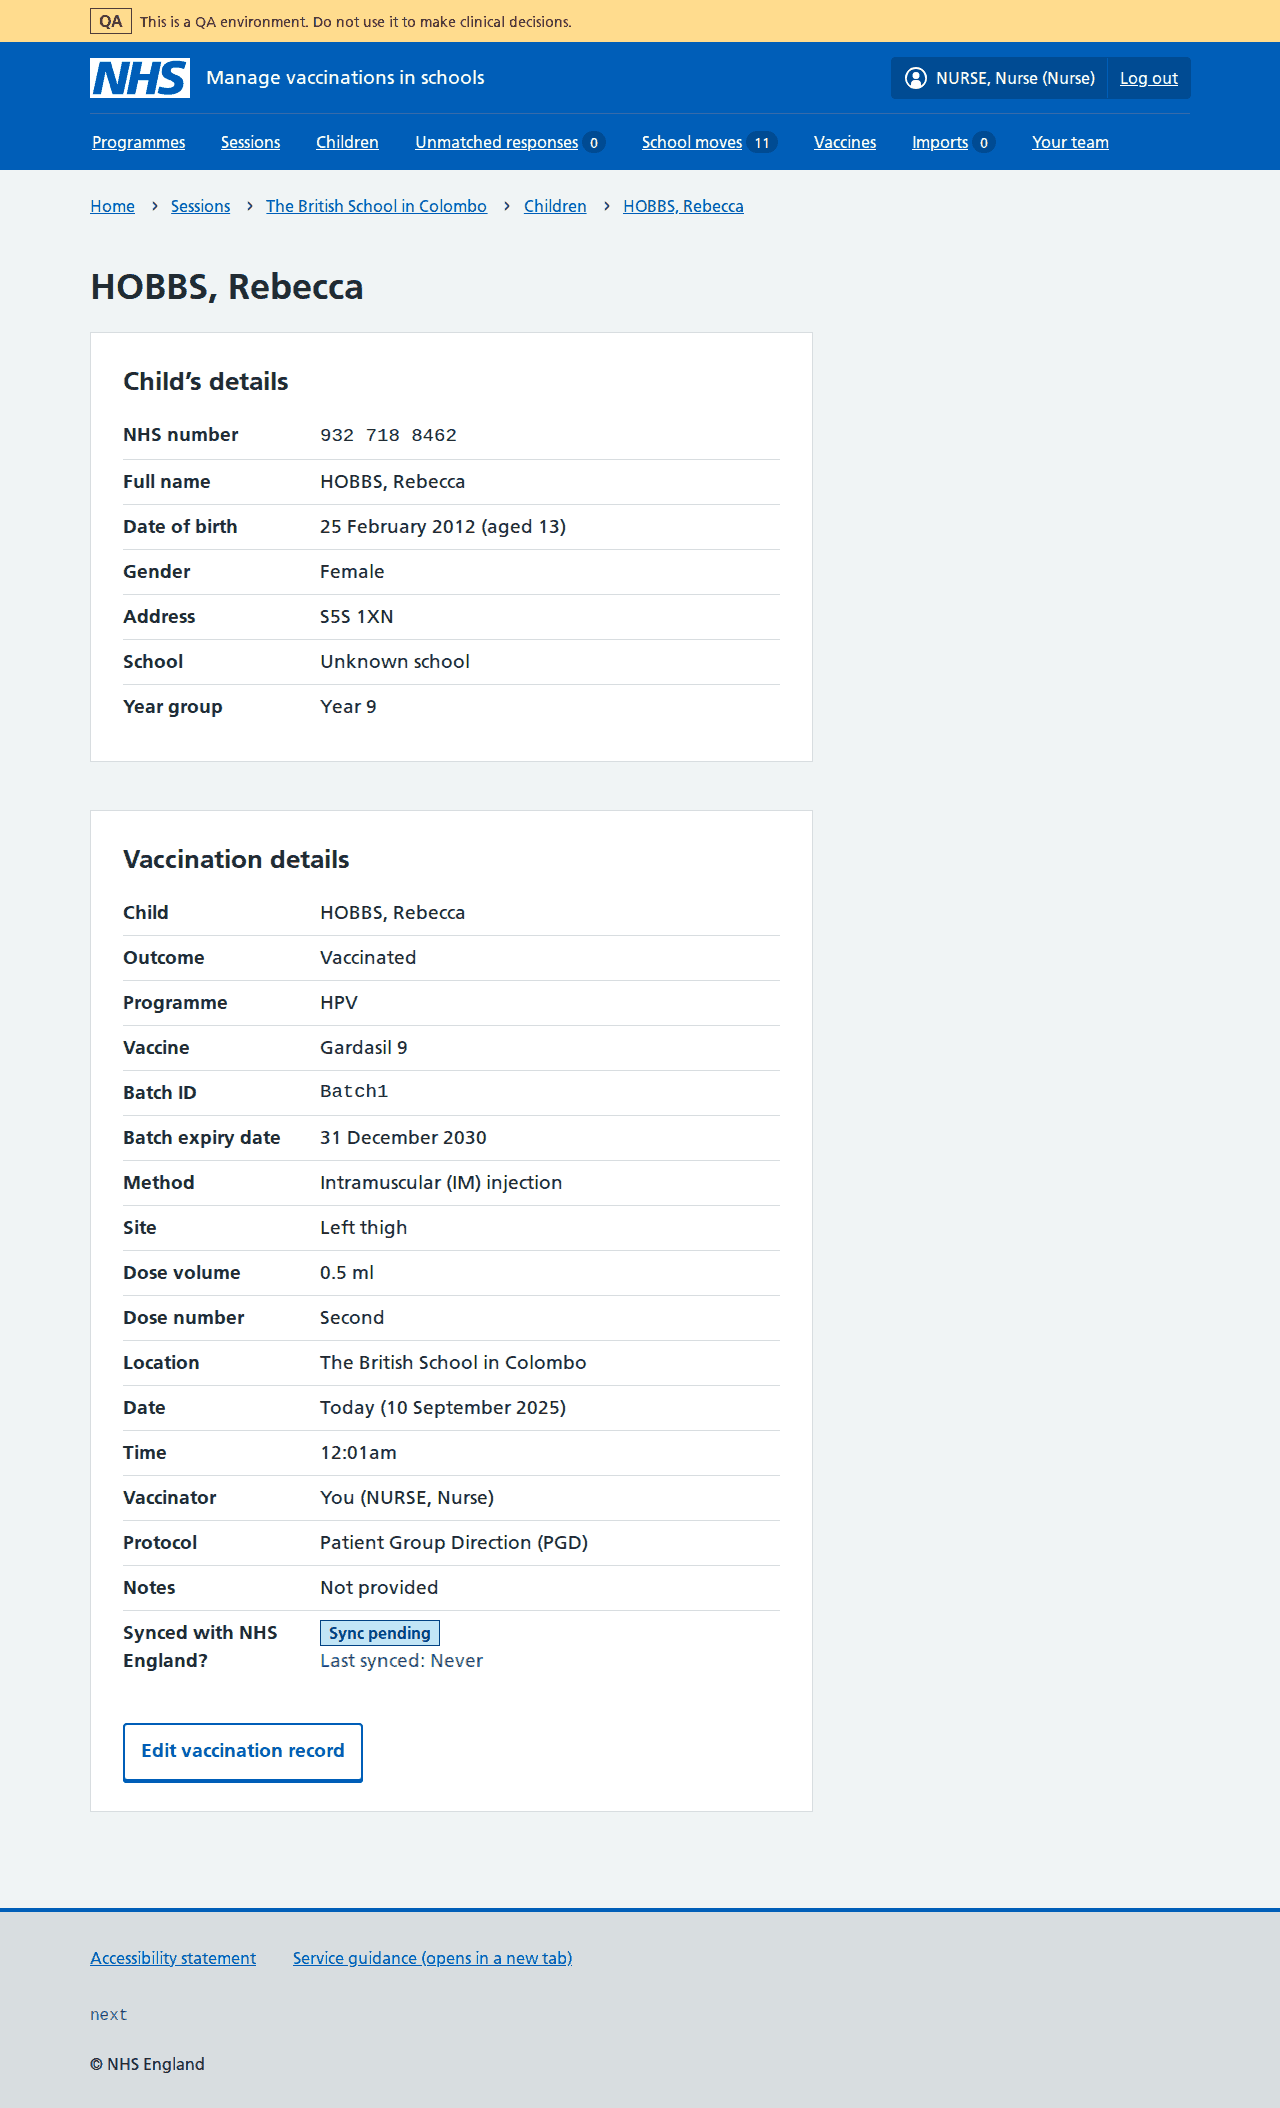 QA This is a QA environment. Do not use it to make clinical decisions.
NHS Manage vaccinations in schools NURSE, Nurse (Nurse) Log out
Programmes Sessions Children Unmatched responses 0 School moves 11 Vaccines Imports 0 Your team
Home › Sessions › The British School in Colombo › Children › HOBBS, Rebecca
HOBBS, Rebecca
Child’s details
NHS number 932 718 8462
Full name HOBBS, Rebecca
Date of birth 25 February 2012 (aged 13)
Gender Female
Address S5S 1XN
School Unknown school
Year group Year 9
Vaccination details
Child HOBBS, Rebecca
Outcome Vaccinated
Programme HPV
Vaccine Gardasil 9
Batch ID Batch1
Batch expiry date 31 December 2030
Method Intramuscular (IM) injection
Site Left thigh
Dose volume 0.5 ml
Dose number Second
Location The British School in Colombo
Date Today (10 September 2025)
Time 12:01am
Vaccinator You (NURSE, Nurse)
Protocol Patient Group Direction (PGD)
Notes Not provided
Synced with NHS England? Sync pending
Last synced: Never
Edit vaccination record
Accessibility statement Service guidance (opens in a new tab)
next
© NHS England